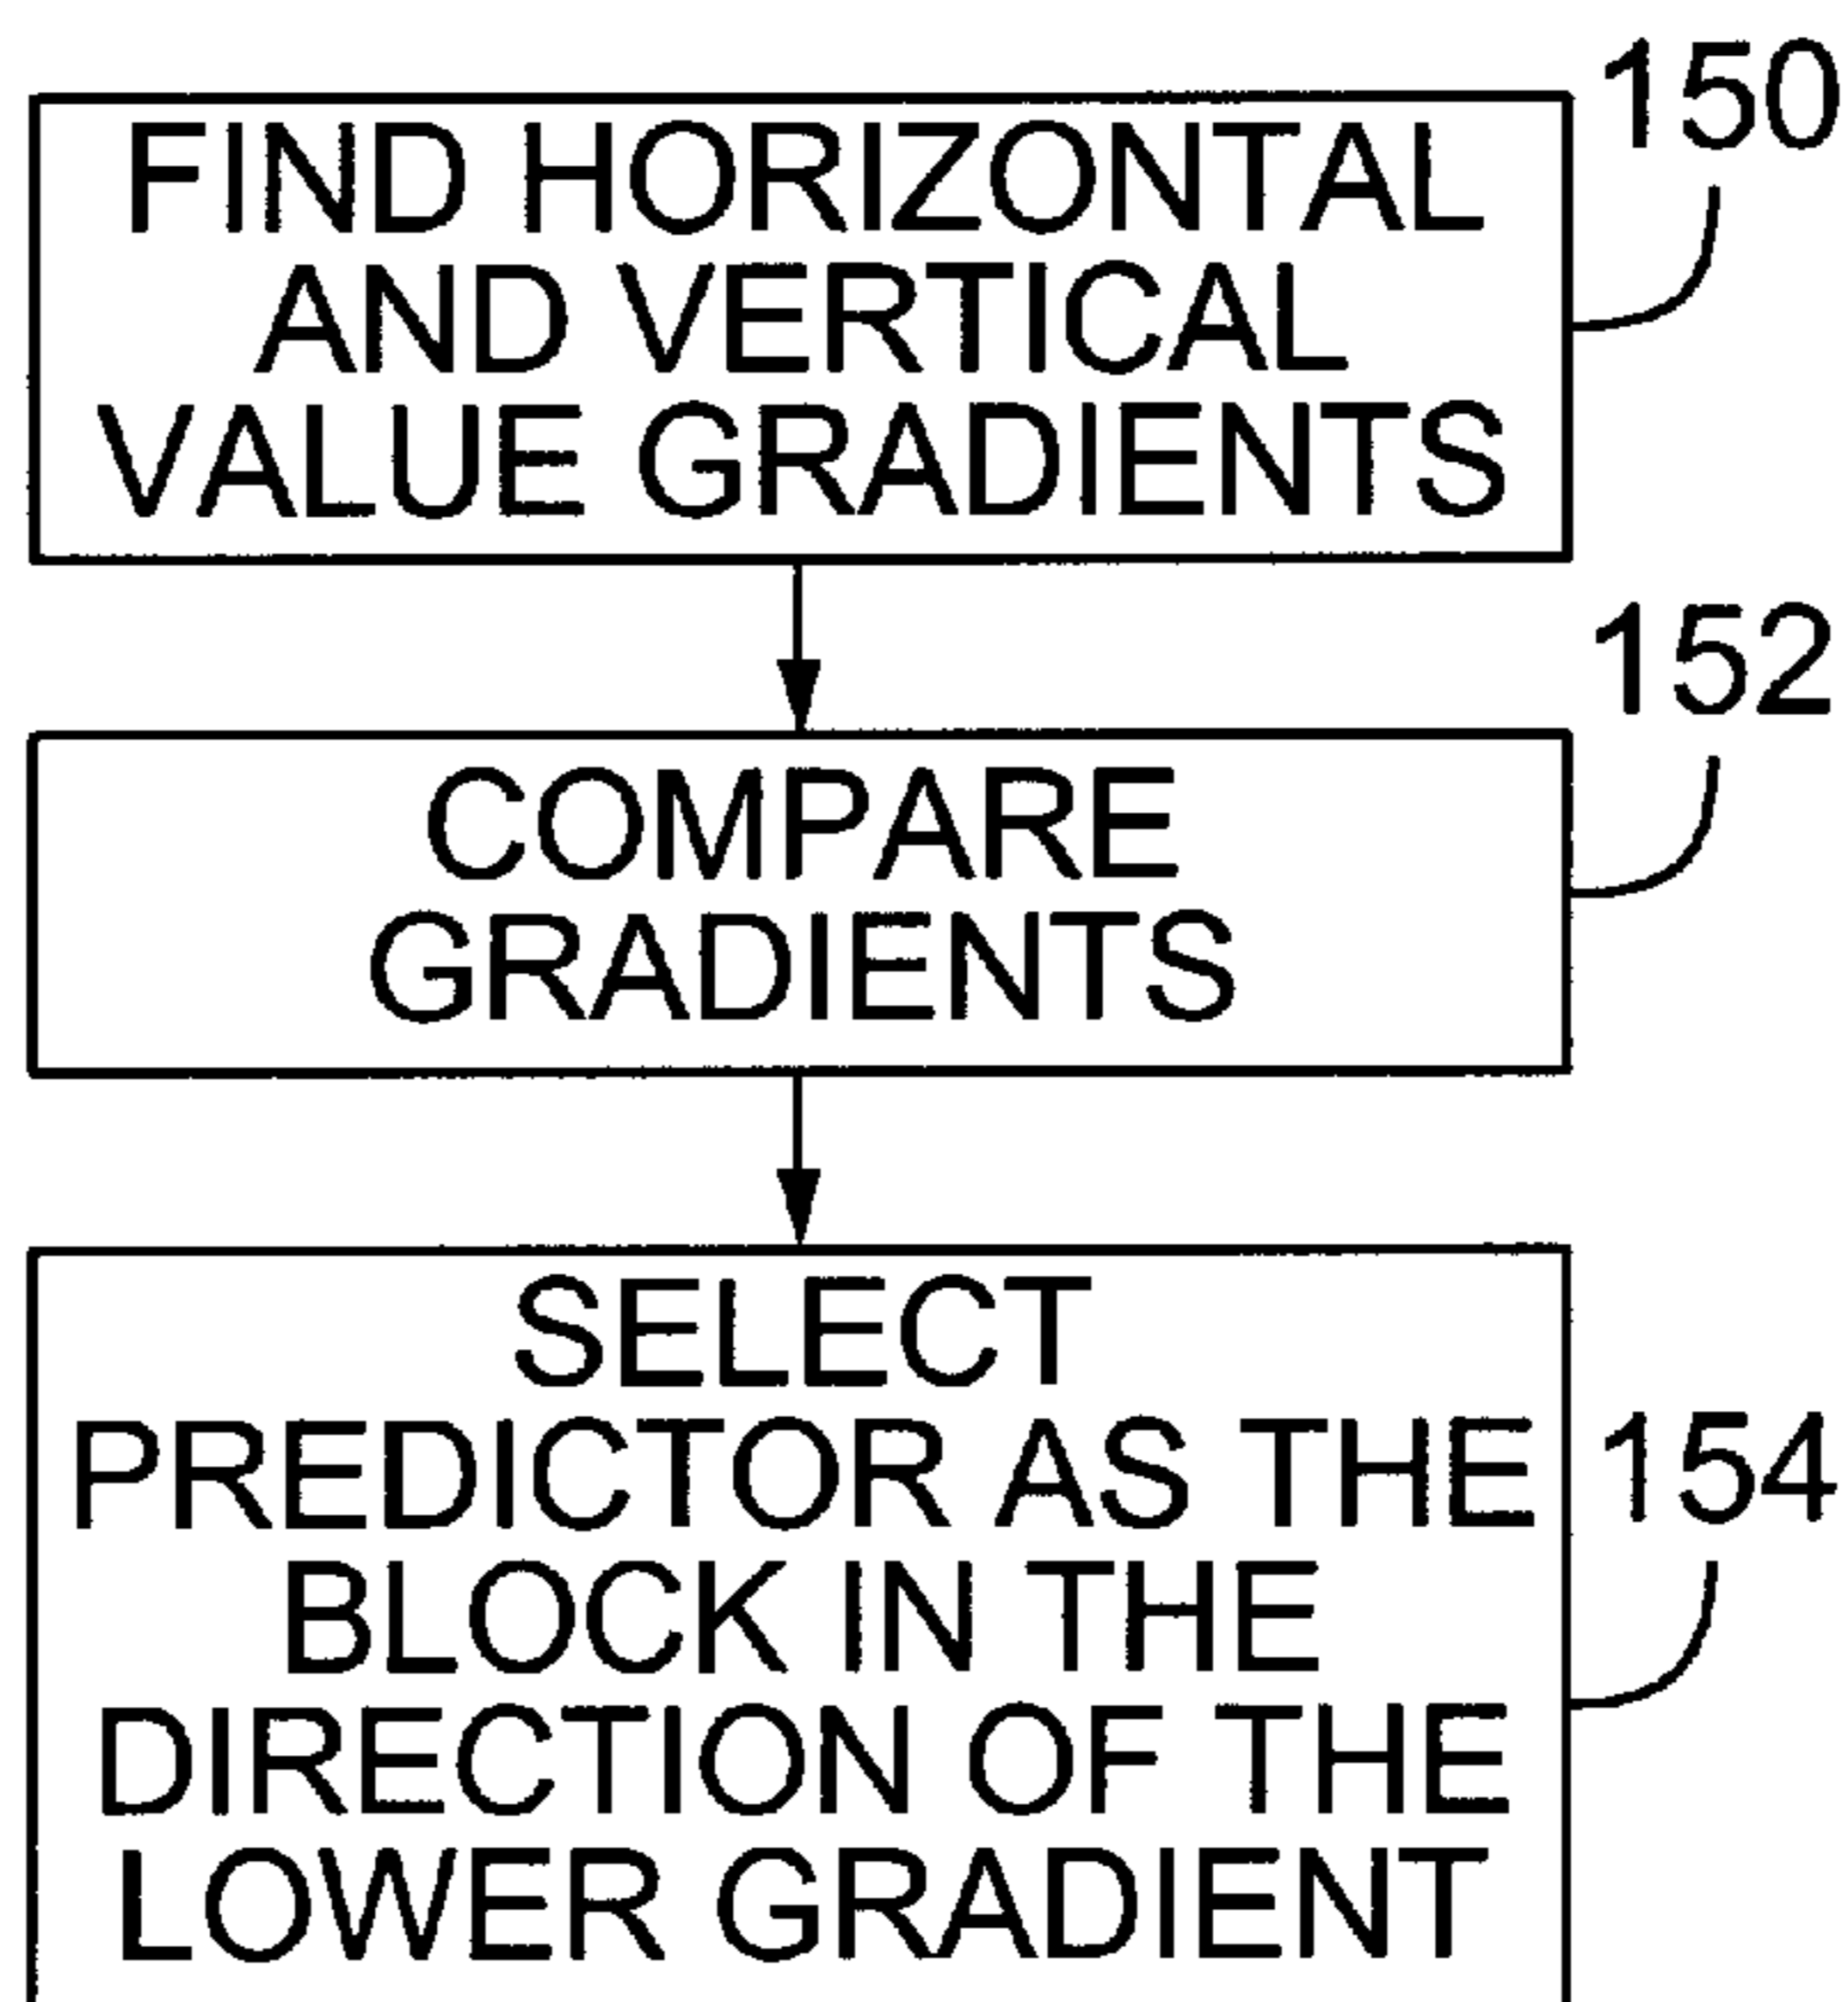 150
FIND HORIZONTAL
AND VERTICAL
VALUE GRADIENTS
152
COMPARE
GRADIENTS
SELECT
PREDICTOR AS THE
154
BLOCK IN THE
DIRECTION OF THE
LOWER GRADIENT